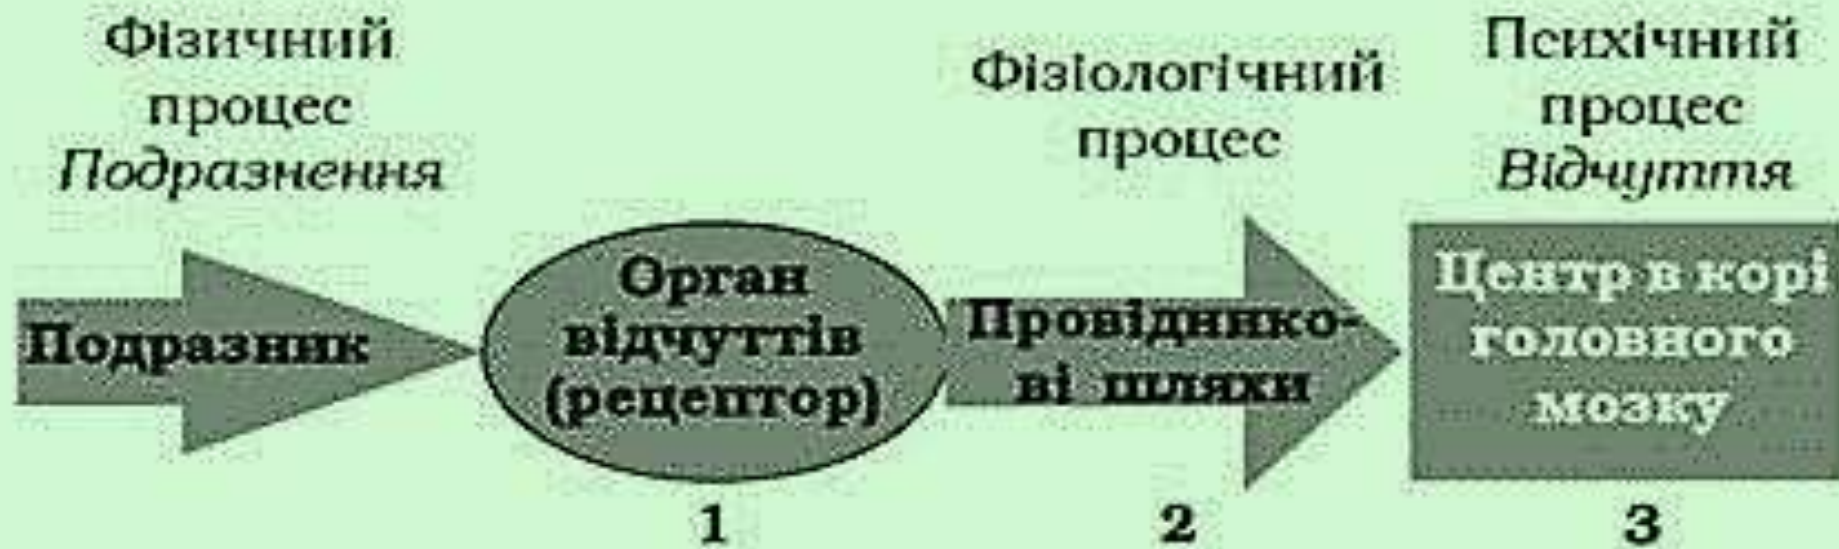 Фізичний
процес
Подразнення
Фізіологічний
процес
Психічний
процес
Відчуття
Подразник
Орган
відчуттів
(рецептор)
Провіднико-
ві шляхи
Центр в корі
головного
мозку
1
2
3